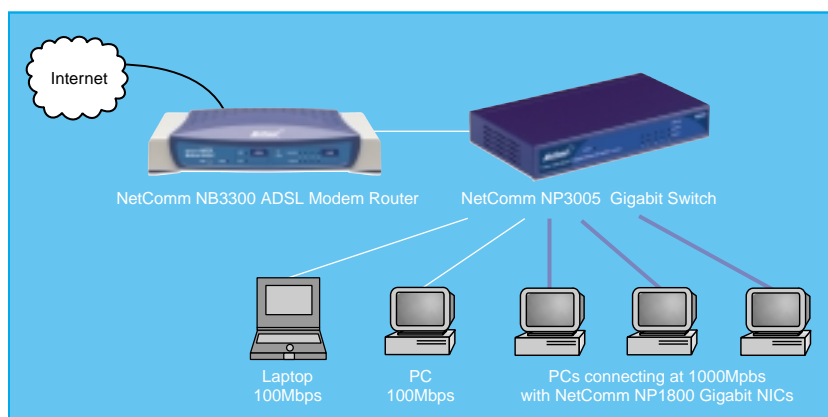 Internet
NetComm NB3300 ADSL Modem Router
NetComm NP3005 Gigabit Switch
Laptop
100Mbps
PC
100Mbps
PCs connecting at 1000Mpbs
with NetComm NP1800 Gigabit NICs